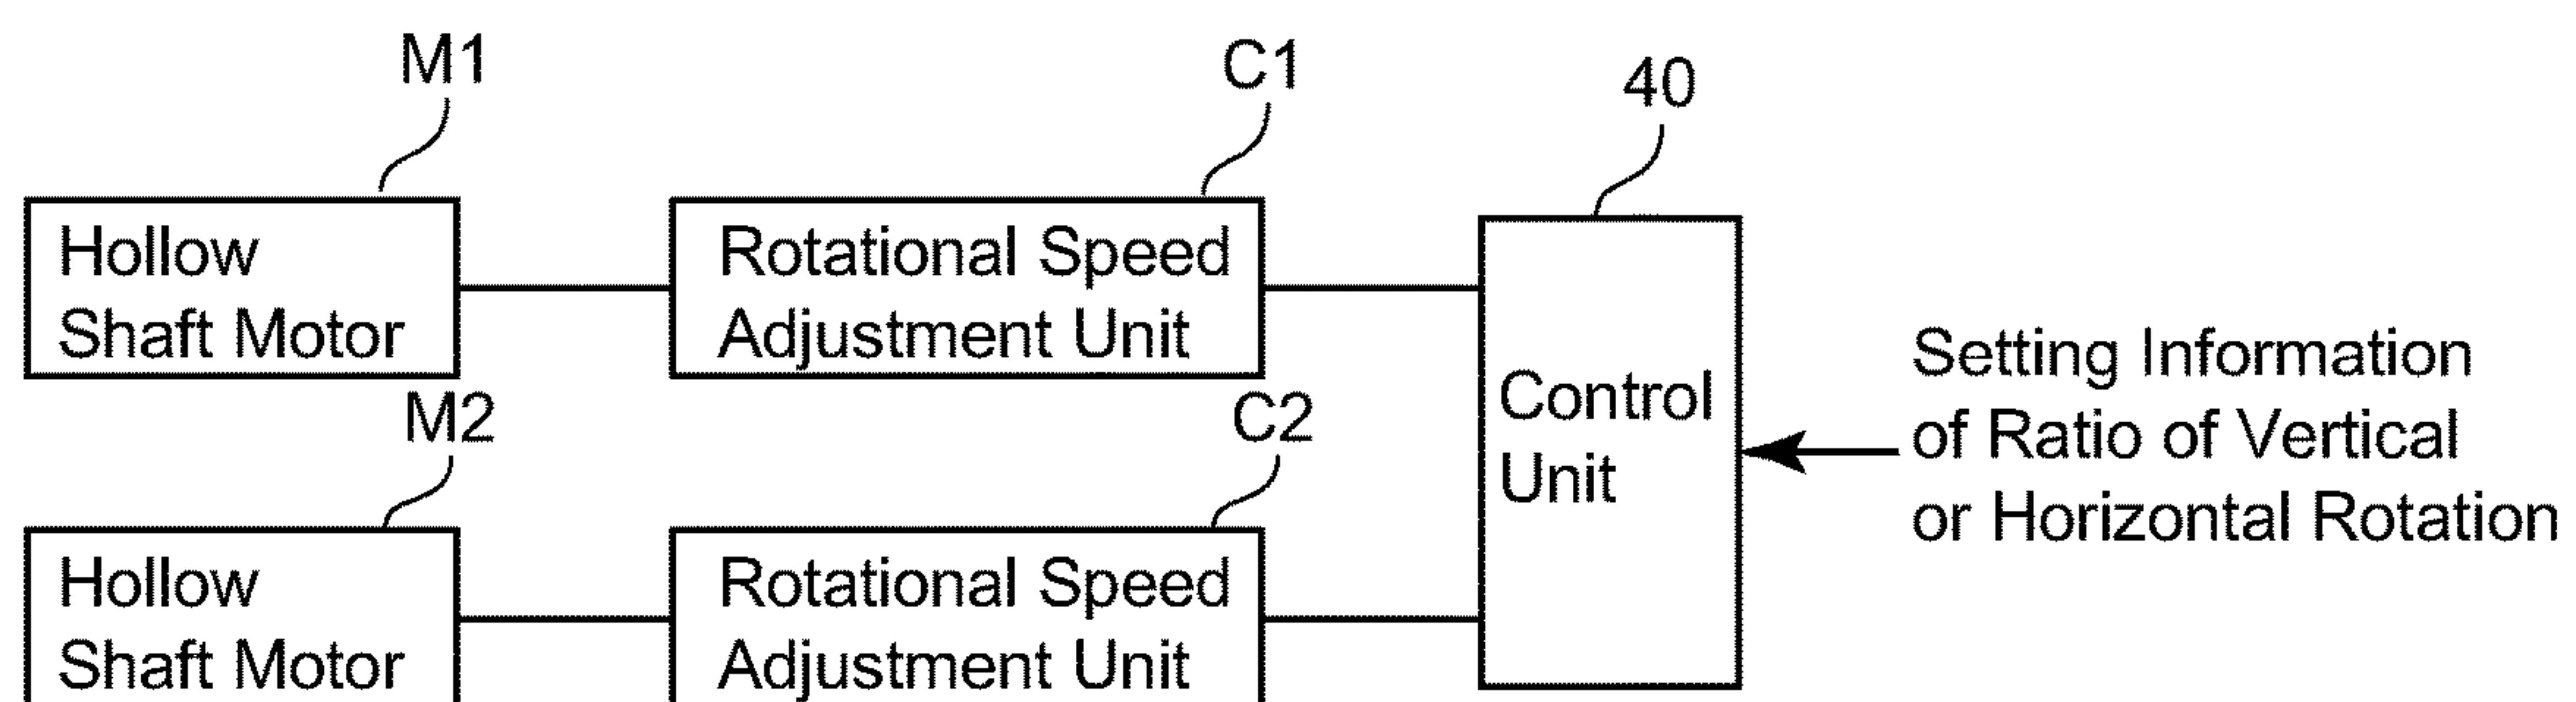 M1
C1
40
Hollow
Shaft Motor
Rotational Speed
Adjustment Unit
M2
C2
Control
Unit
Setting Information
of Ratio of Vertical
or Horizontal Rotation
Hollow
Shaft Motor
Rotational Speed
Adjustment Unit